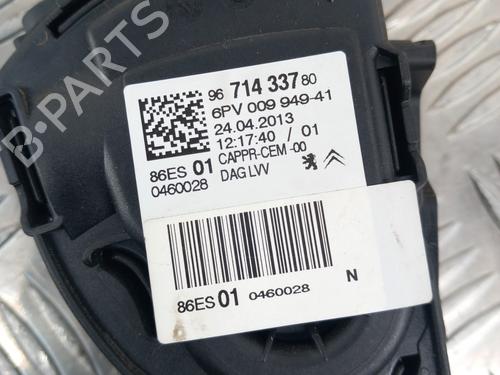 B-PARTS
96 714 337 80
6PV 009 949-41
24.04.2013
12:17:40 / 01
86ES 01 CAPPR-CEM -00
0460028 DAG LVV
86ES 01 0460028 N